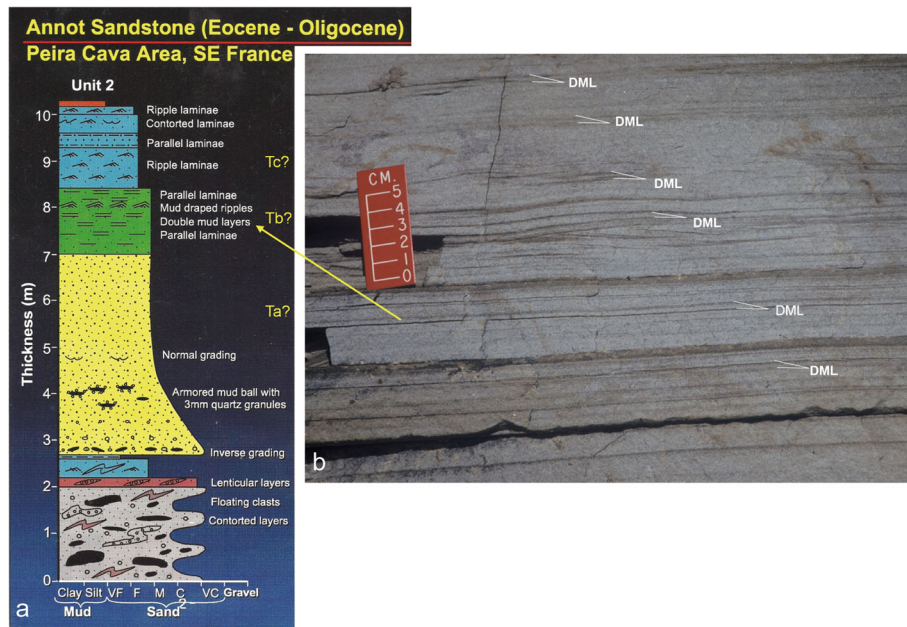 Annot Sandstone (Eocene - Oligocene)
Peira Cava Area, SE France
Unit 2
Thickness (m)
10
9
8
7
6
5
4
3
2
1
0
Ripple laminae
Contorted laminae
Parallel laminae
Tc?
Ripple laminae
Parallel laminae
Mud draped ripples
Tb?
Double mud layers
Parallel laminae
Ta?
Normal grading
Armored mud ball with
3mm quartz granules
Inverse grading
Lenticular layers
Floating clasts
Contorted layers
Clay Silt VF F M C VC Gravel
Mud Sand 2
a
DML
DML
DML
DML
DML
DML
CM.
5
4
3
2
1
0
b